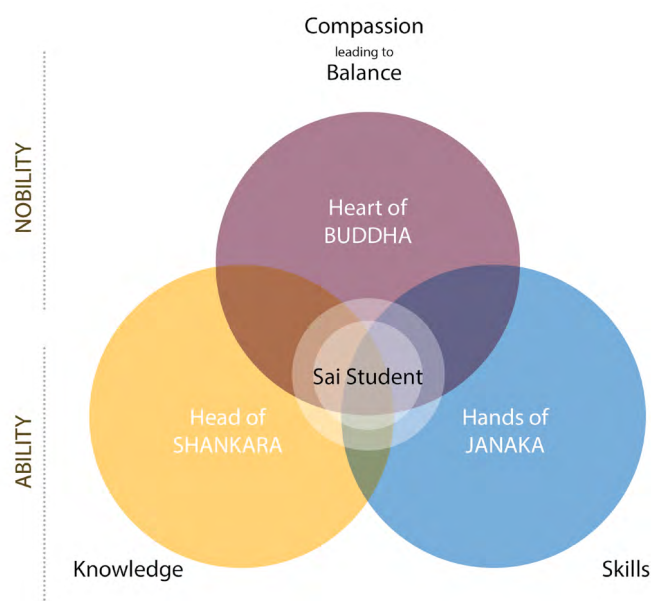 Compassion
leading to
Balance
NOBILITY
Heart of
BUDDHA
Sai Student
ABILITY
Head of
SHANKARA
Hands of
JANAKA
Knowledge
Skills